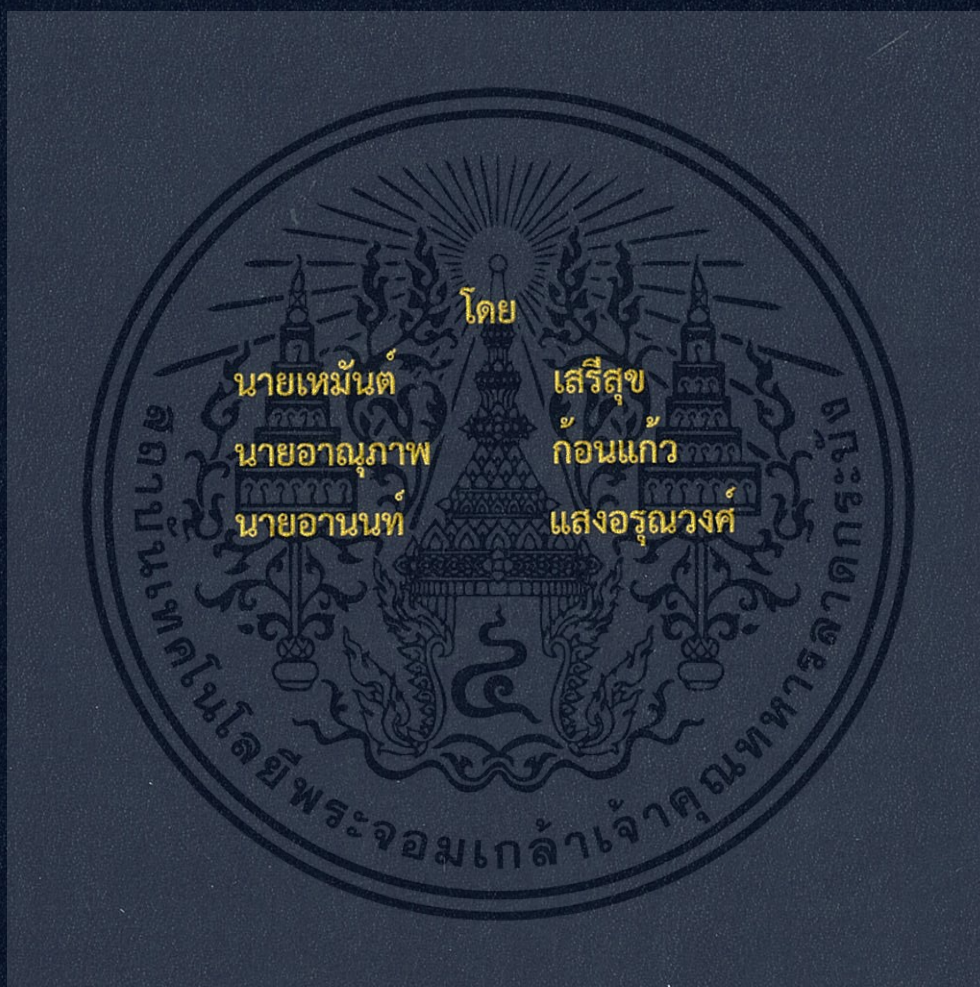 โดย
นายเหมันต์ เสรีสุข
นายอาณุภาพ ก้อนแก้ว
นายอานนท์ แสงอรุณวงศ์
๔
สถาบันเทคโนโลยีพระจอมเกล้าเจ้าคุณทหารลาดกระบัง